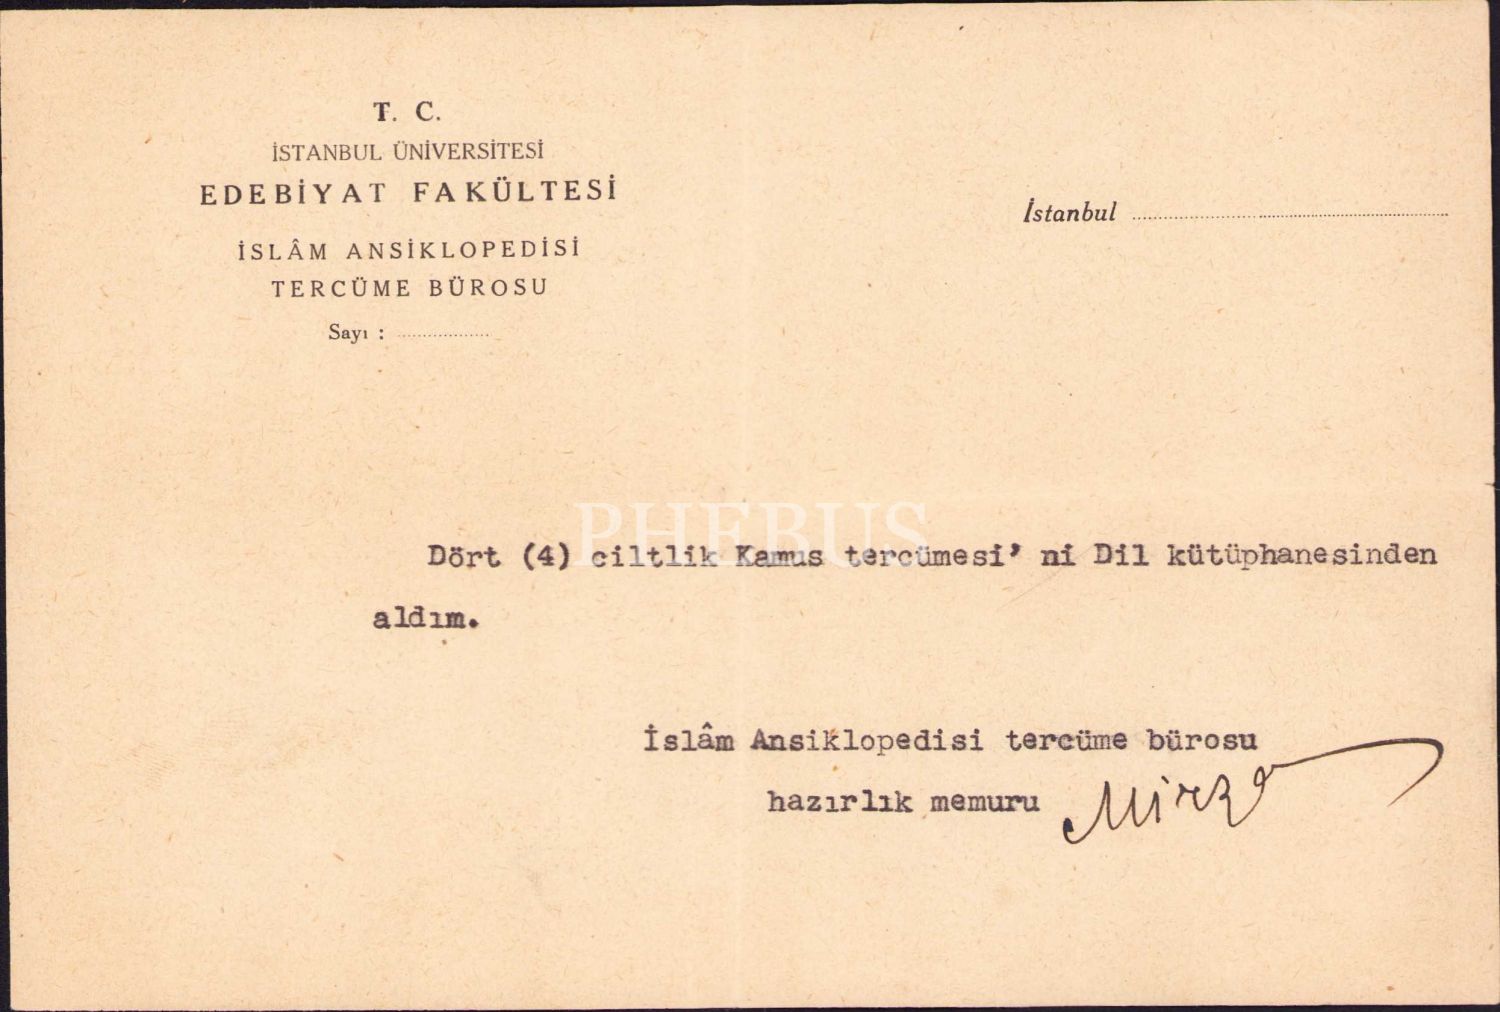 T. C.
İSTANBUL ÜNİVERSİTESİ
EDEBİYAT FAKÜLTESİ
İSLÂM ANSİKLOPEDİSİ
TERCÜME BÜROSU
Sayı :
İstanbul
PHEBUS
Dört (4) ciltlik Kamus tercümesi’ ni Dil kütüphanesinden
aldım.
İslâm Ansiklopedisi tercüme bürosu
hazırlık memuru Mirza